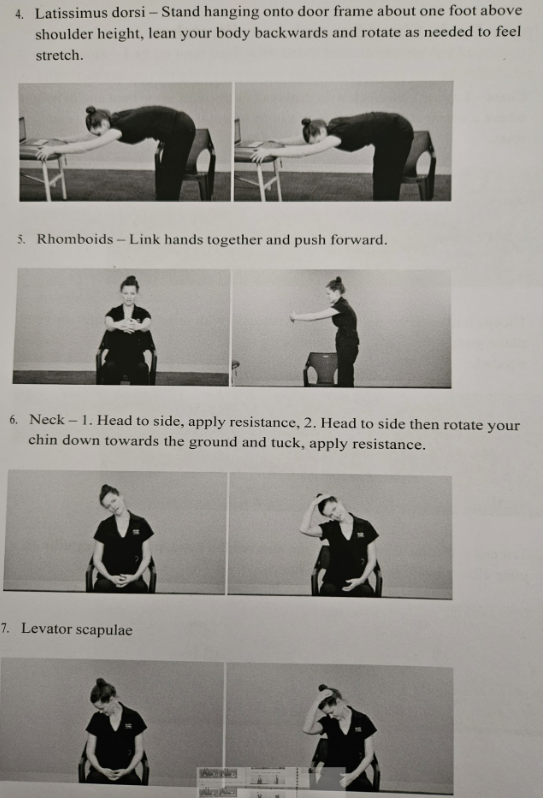 4. Latissimus dorsi – Stand hanging onto door frame about one foot above
shoulder height, lean your body backwards and rotate as needed to feel
stretch.
5. Rhomboids – Link hands together and push forward.
6. Neck – 1. Head to side, apply resistance, 2. Head to side then rotate your
chin down towards the ground and tuck, apply resistance.
7. Levator scapulae